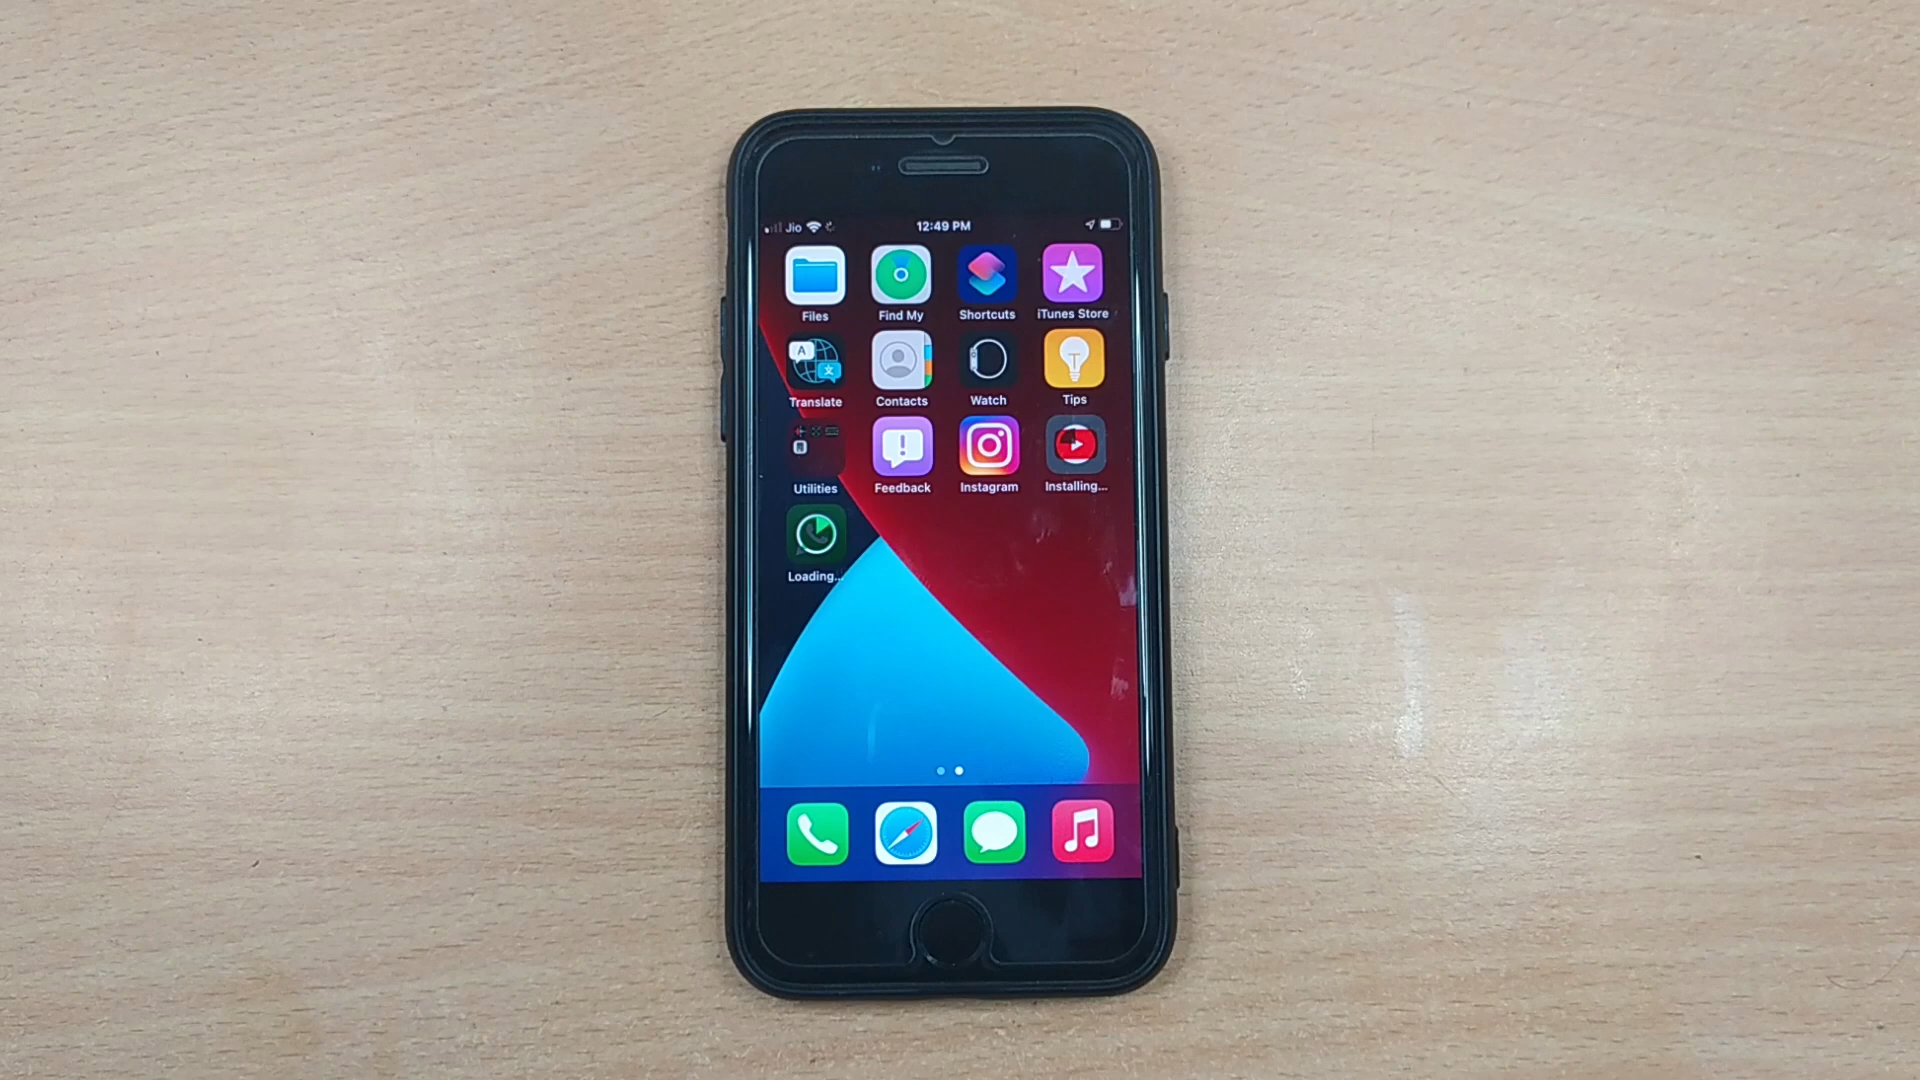 Jio 12:49 PM
Files Find My Shortcuts iTunes Store
A 文
Translate Contacts Watch Tips
Utilities Feedback Instagram Installing...
Loading...